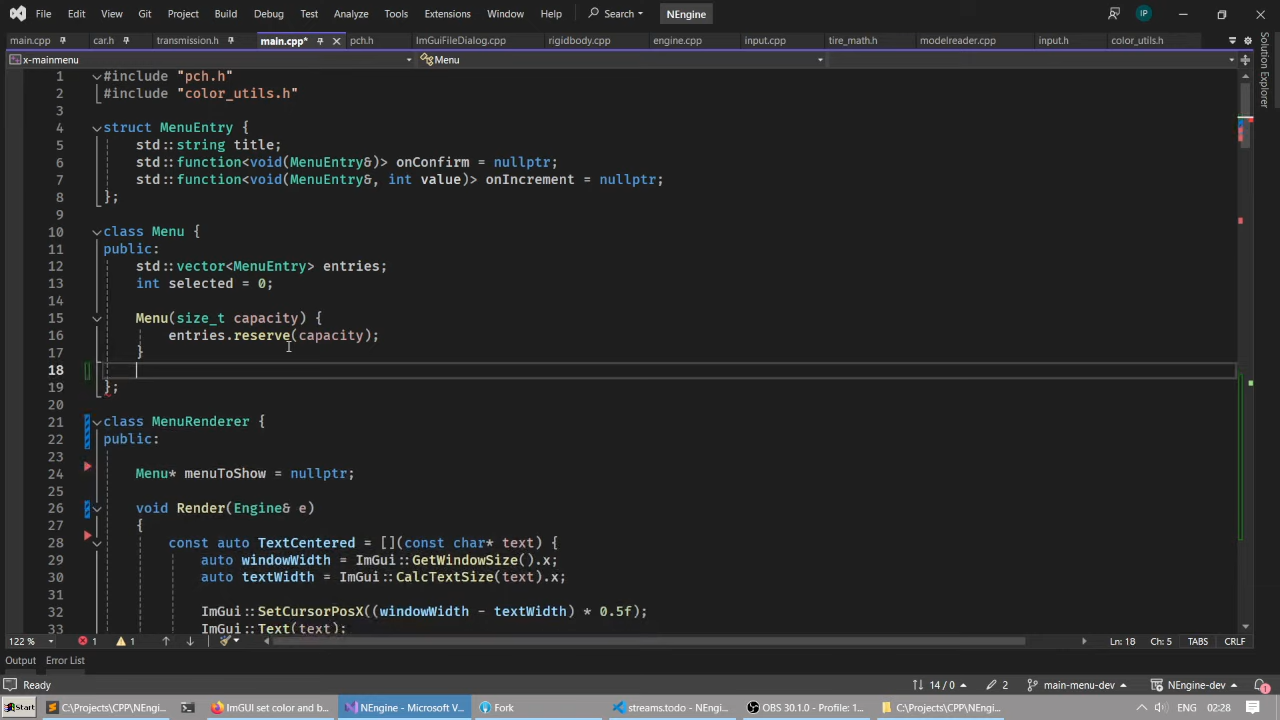 File Edit View Git Project Build Debug Test Analyze Tools Extensions Window Help Search NEngine IP
main.cpp car.h transmission.h main.cpp* pch.h ImGuiFileDialog.cpp rigidbody.cpp engine.cpp input.cpp tire_math.h modelreader.cpp input.h color_utils.h
x-mainmenu Menu
Solution Explorer
1 #include "pch.h"
2 #include "color_utils.h"
3
4 struct MenuEntry {
5 std::string title;
6 std::function<void(MenuEntry&)> onConfirm = nullptr;
7 std::function<void(MenuEntry&, int value)> onIncrement = nullptr;
8 };
9
10 class Menu {
11 public:
12 std::vector<MenuEntry> entries;
13 int selected = 0;
14
15 Menu(size_t capacity) {
16 entries.reserve(capacity);
17 }
18
19 };
20
21 class MenuRenderer {
22 public:
23
24 Menu* menuToShow = nullptr;
25
26 void Render(Engine& e)
27 {
28 const auto TextCentered = [](const char* text) {
29 auto windowWidth = ImGui::GetWindowSize().x;
30 auto textWidth = ImGui::CalcTextSize(text).x;
31
32 ImGui::SetCursorPosX((windowWidth - textWidth) * 0.5f);
33 ImGui::Text(text);
122 % 1 1 Ln: 18 Ch: 5 TABS CRLF
Output Error List
Ready 14 / 0 2 main-menu-dev NEngine-dev 1
Start C:\Projects\CPP\NEngi... ImGUI set color and b... NEngine - Microsoft V... Fork streams.todo - NEngi... OBS 30.1.0 - Profile: 1... C:\Projects\CPP\NEngi... 02:28